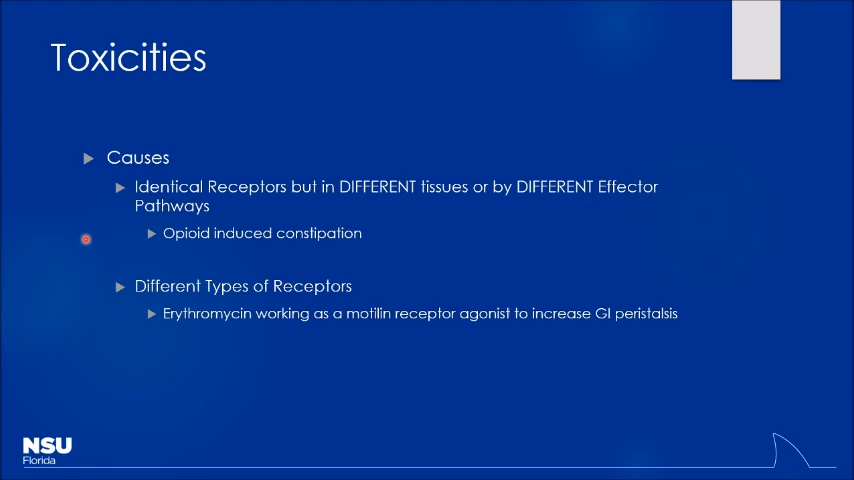 Toxicities
Causes
Identical Receptors but in DIFFERENT tissues or by DIFFERENT Effector
Pathways
Opioid induced constipation
Different Types of Receptors
Erythromycin working as a motilin receptor agonist to increase GI peristalsis
NSU
Florida